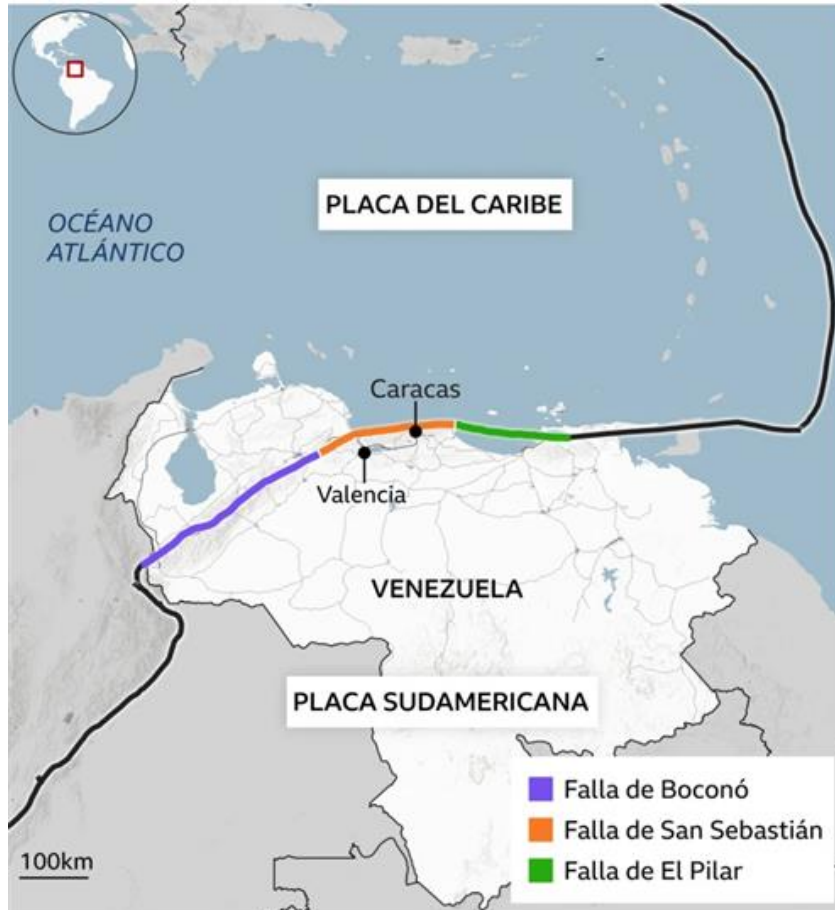 PLACA DEL CARIBE
OCÉANO
ATLÁNTICO
Caracas
Valencia
VENEZUELA
PLACA SUDAMERICANA
Falla de Boconó
Falla de San Sebastián
Falla de El Pilar
100km